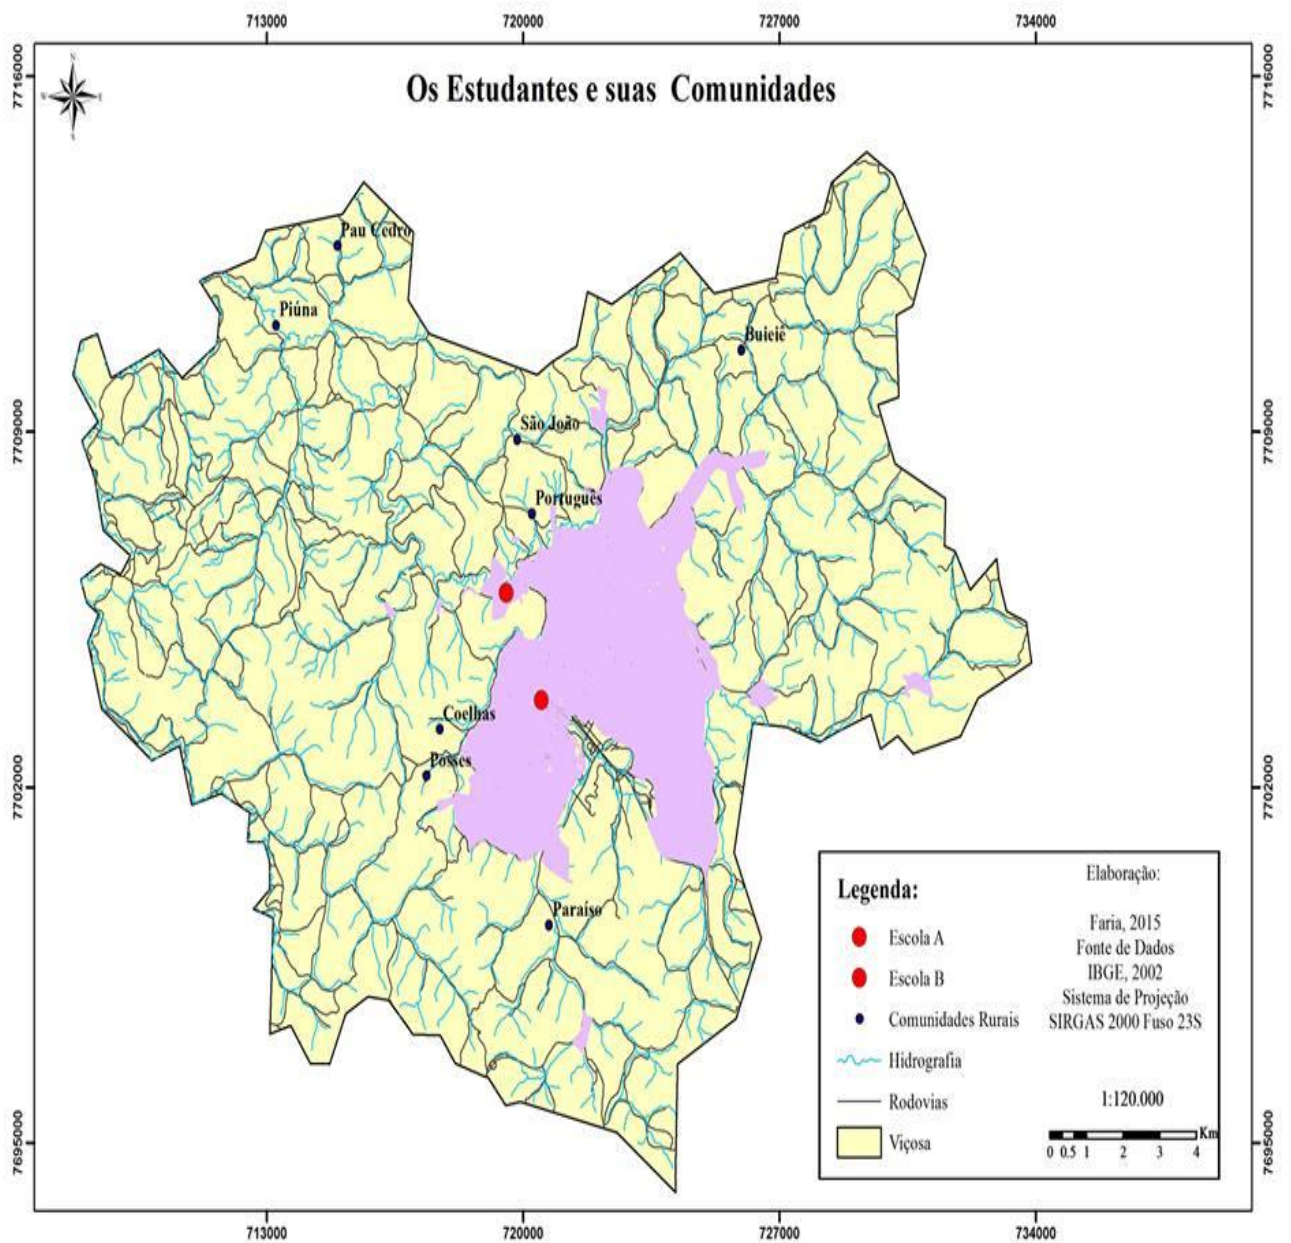 713000
720000
727000
734000
7716000
7716000
N
W
E
S
Os Estudantes e suas Comunidades
Pau Cedro
Piúna
Buieiê
7709000
7709000
São João
Português
Coelhas
Posses
7702000
7702000
Paraíso
Legenda:
Escola A
Escola B
Comunidades Rurais
Hidrografia
Rodovias
Viçosa
Elaboração:
Faria, 2015
Fonte de Dados
IBGE, 2002
Sistema de Projeção
SIRGAS 2000 Fuso 23S
1:120.000
Km
0 0.5 1 2 3 4
7695000
7695000
713000
720000
727000
734000